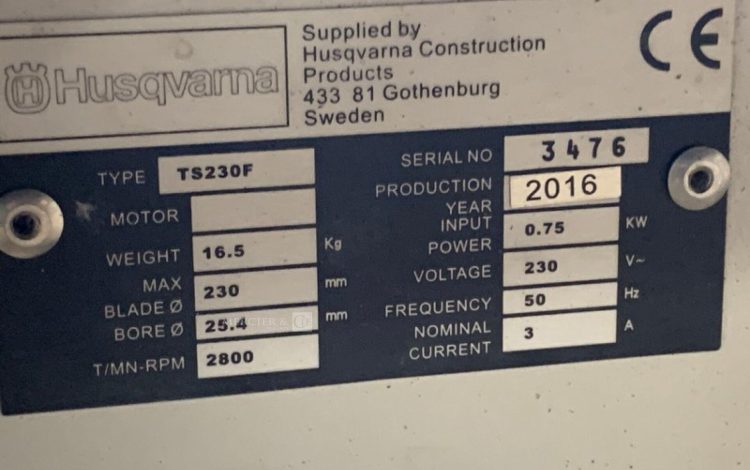 Husqvarna
Supplied by
Husqvarna Construction
Products
433 81 Gothenburg
Sweden
CE
TYPE TS230F
MOTOR
WEIGHT 16.5 Kg
MAX
BLADE Ø 230 mm
BORE Ø 25.4 mm
T/MN-RPM 2800
SERIAL NO 3476
PRODUCTION
YEAR 2016
INPUT
POWER 0.75 KW
VOLTAGE 230 V~
FREQUENCY 50 Hz
NOMINAL
CURRENT 3 A